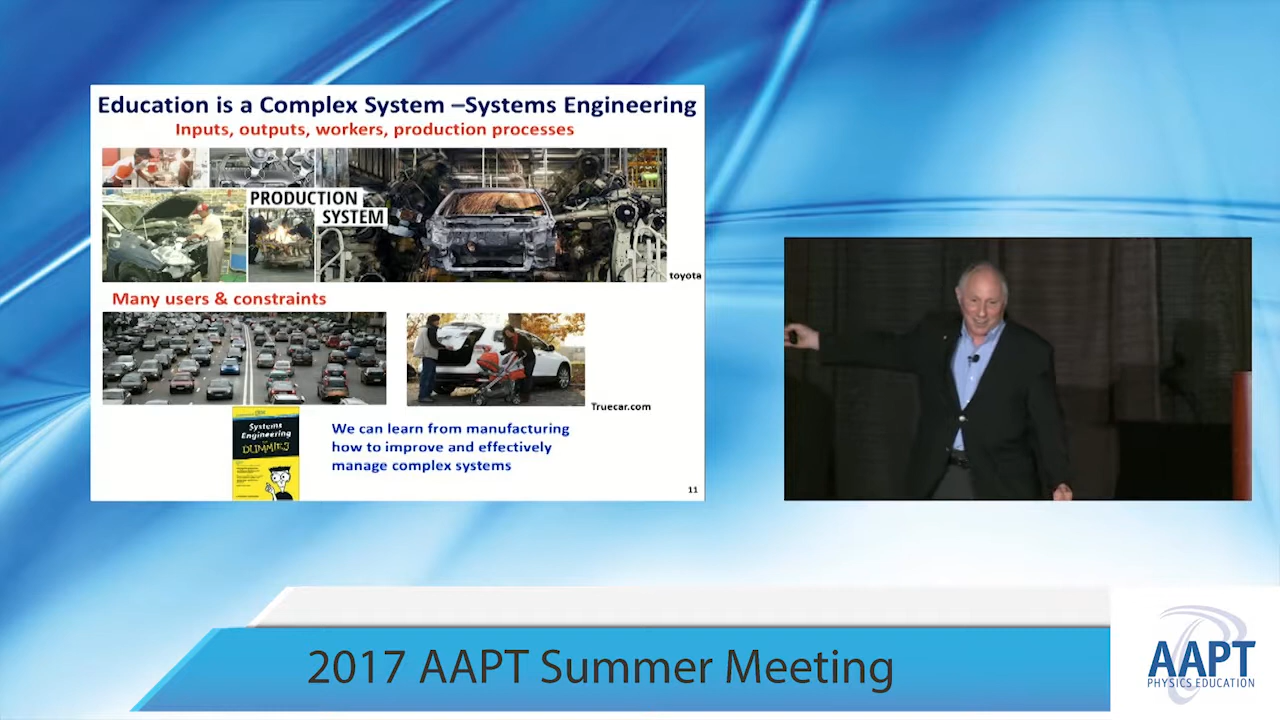 Education is a Complex System –Systems Engineering
Inputs, outputs, workers, production processes
PRODUCTION
SYSTEM
toyota
Many users & constraints
Truecar.com
Systems
Engineering
DUMMIES
We can learn from manufacturing
how to improve and effectively
manage complex systems
11
2017 AAPT Summer Meeting
AAPT
PHYSICS EDUCATION